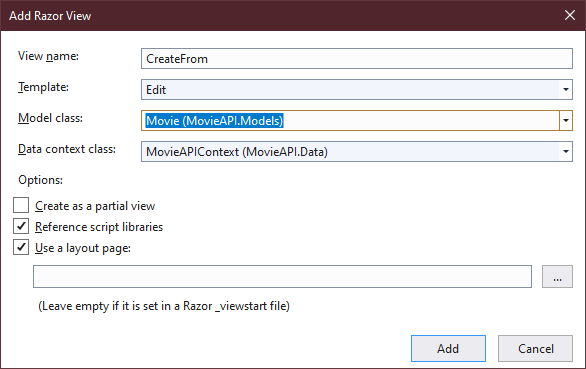 Add Razor View
View name: CreateFrom
Template: Edit
Model class: Movie (MovieAPI.Models)
Data context class: MovieAPIContext (MovieAPI.Data)
Options:
Create as a partial view
Reference script libraries
Use a layout page:
...
(Leave empty if it is set in a Razor _viewstart file)
Add Cancel